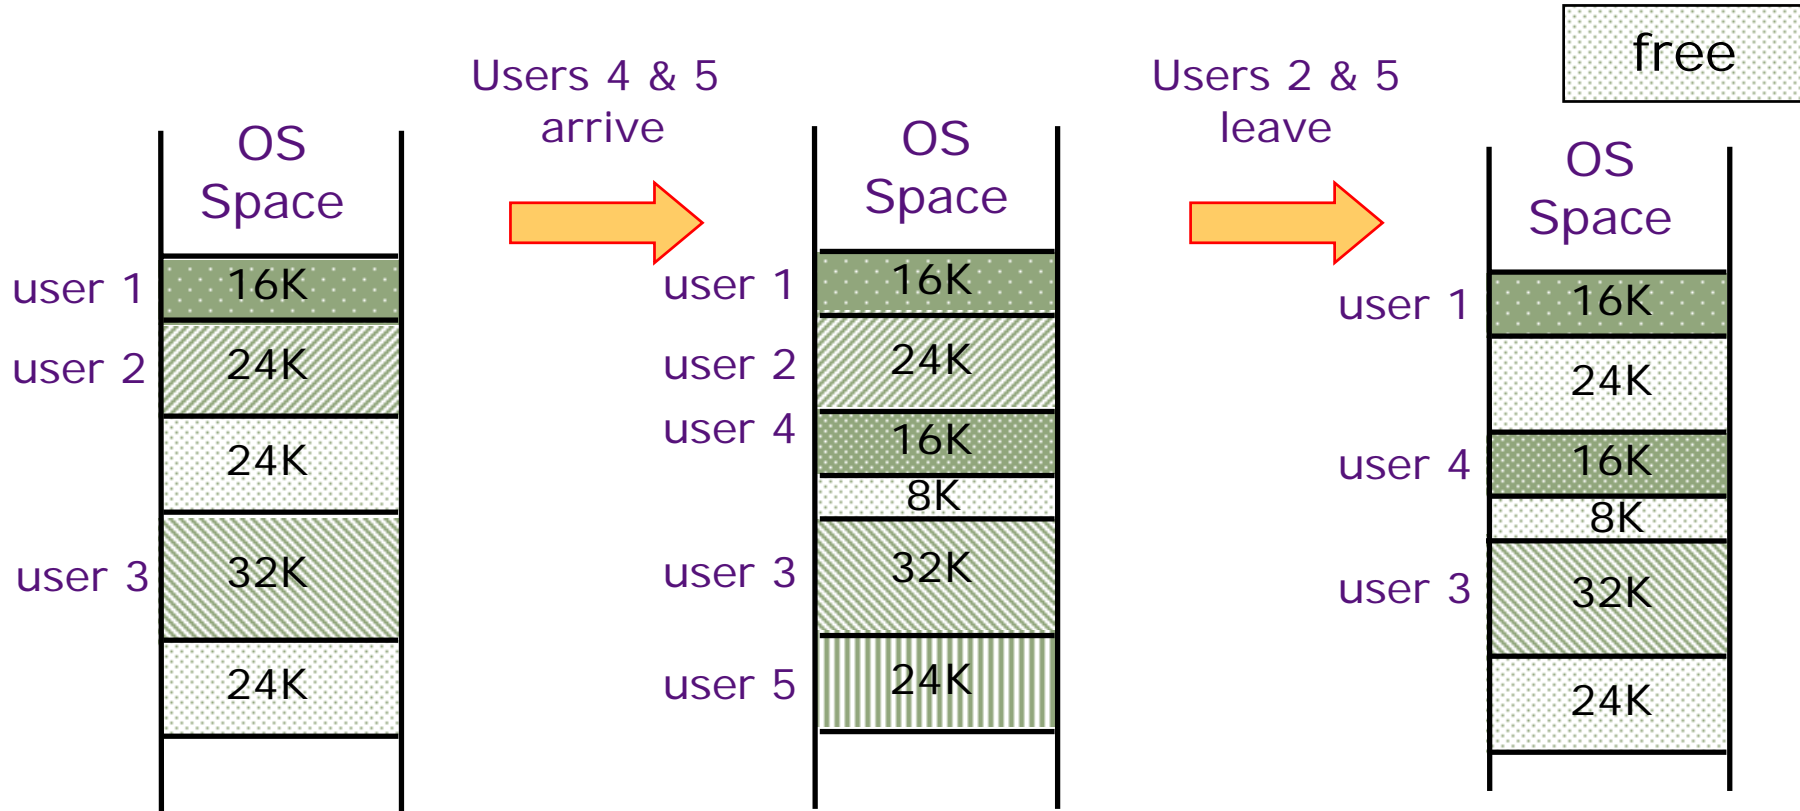 free
Users 4 & 5
arrive
Users 2 & 5
leave
OS
Space
user 1
16K
user 2
24K
24K
user 3
32K
24K
OS
Space
user 1
16K
user 2
24K
user 4
16K
8K
user 3
32K
user 5
24K
OS
Space
user 1
16K
24K
user 4
16K
8K
user 3
32K
24K